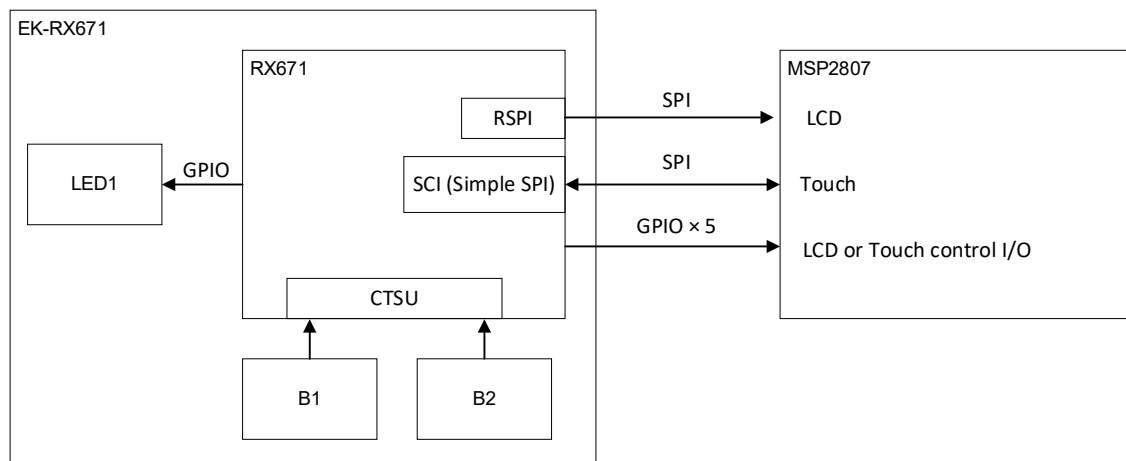 EK-RX671
RX671
MSP2807
RSPI
SPI
LCD
LED1
GPIO
SCI (Simple SPI)
SPI
Touch
GPIO × 5
LCD or Touch control I/O
CTSU
B1
B2